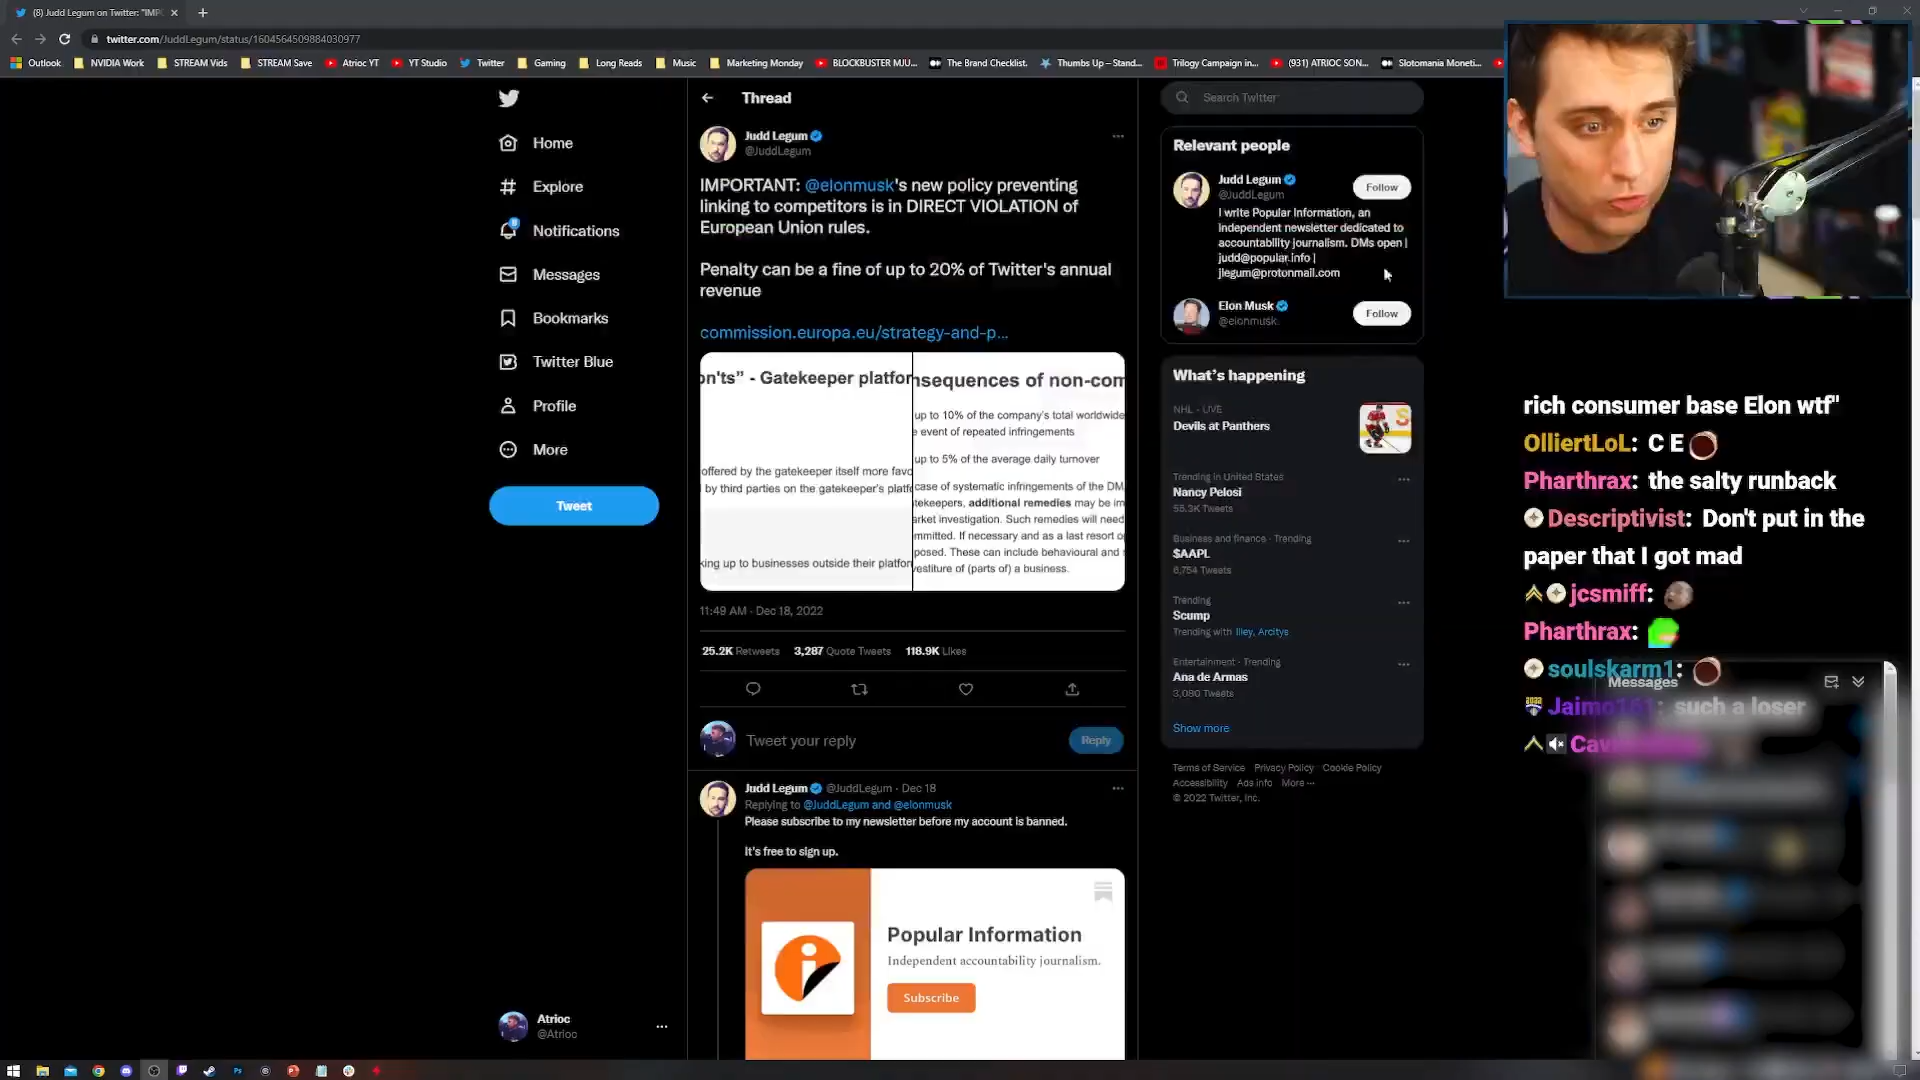 (8) Judd Legum on Twitter: "IMPO
twitter.com/JuddLegum/status/1604564509884030977
Outlook
NVIDIA Work
STREAM Vids
STREAM Save
Atrioc YT
YT Studio
Twitter
Gaming
Long Reads
Music
Marketing Monday
BLOCKBUSTER MJU...
The Brand Checklist.
Thumbs Up – Stand...
Trilogy Campaign in...
(931) ATRIOC SON...
Slotomania Moneti...
Home
Explore
Notifications
Messages
Bookmarks
Twitter Blue
Profile
More
Tweet
Atrioc
@Atrioc
Thread
Judd Legum
@JuddLegum
IMPORTANT: @elonmusk's new policy preventing
linking to competitors is in DIRECT VIOLATION of
European Union rules.
Penalty can be a fine of up to 20% of Twitter's annual
revenue
commission.europa.eu/strategy-and-p...
on'ts" - Gatekeeper platfor
offered by the gatekeeper itself more favo
by third parties on the gatekeeper's platfo
king up to businesses outside their platfor
nsequences of non-com
up to 10% of the company's total worldwide
e event of repeated infringements
up to 5% of the average daily turnover
case of systematic infringements of the DM
tekeepers, additional remedies may be im
arket investigation. Such remedies will need
mmitted. If necessary and as a last resort o
posed. These can include behavioural and
vestiture of (parts of) a business.
11:49 AM · Dec 18, 2022
25.2K Retweets 3,287 Quote Tweets 118.9K Likes
Tweet your reply
Reply
Judd Legum @JuddLegum · Dec 18
Replying to @JuddLegum and @elonmusk
Please subscribe to my newsletter before my account is banned.
It's free to sign up.
Popular Information
Independent accountability journalism.
Subscribe
Search Twitter
Relevant people
Judd Legum
@JuddLegum
Follow
I write Popular Information, an
independent newsletter dedicated to
accountability journalism. DMs open |
judd@popular.info |
jlegum@protonmail.com
Elon Musk
@elonmusk
Follow
What's happening
NHL · LIVE
Devils at Panthers
Trending in United States
Nancy Pelosi
55.3K Tweets
Business and finance · Trending
$AAPL
6,754 Tweets
Trending
Scump
Trending with Illey, Arcitys
Entertainment · Trending
Ana de Armas
3,080 Tweets
Show more
Terms of Service Privacy Policy Cookie Policy
Accessibility Ads info More ···
© 2022 Twitter, Inc.
rich consumer base Elon wtf"
OlliertLoL: C E
Pharthrax: the salty runback
Descriptivist: Don't put in the
paper that I got mad
jcsmiff:
Pharthrax:
soulskarm1:
Messages
Jaimo161: such a loser